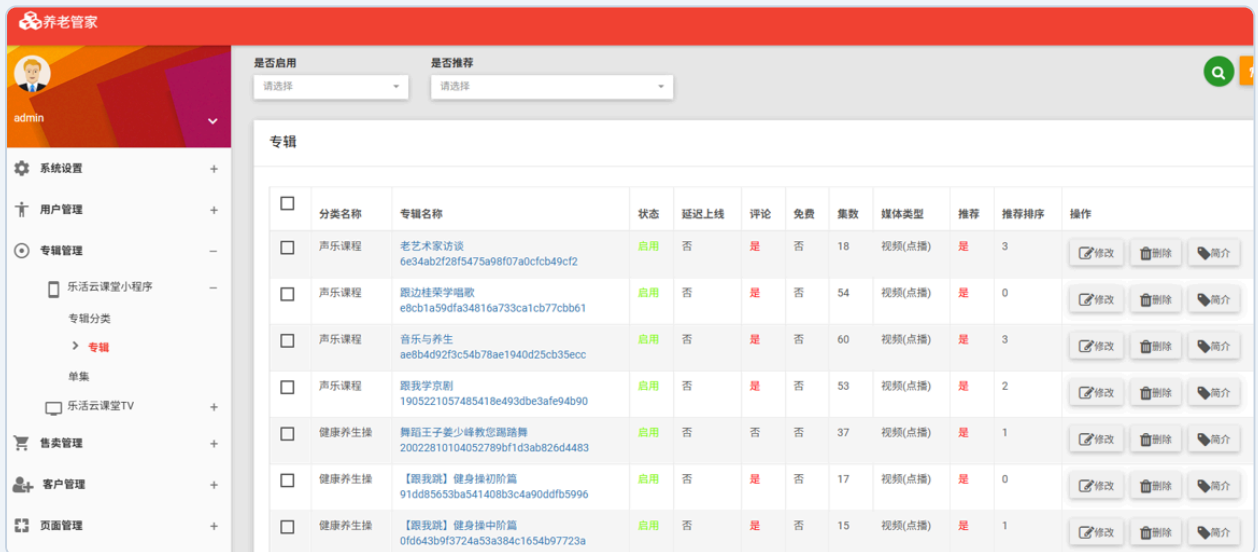 养老管家
admin
系统设置
用户管理
专辑管理
乐活云课堂小程序
专辑分类
专辑
单集
乐活云课堂TV
售卖管理
客户管理
页面管理
是否启用 是否推荐
请选择 请选择
专辑
分类名称 专辑名称 状态 延迟上线 评论 免费 集数 媒体类型 推荐 推荐排序 操作
声乐课程 老艺术家访谈 启用 否 是 否 18 视频(点播) 是 3 修改 删除 简介
6e34ab2f28f5475a98f07a0cfcb49cf2
声乐课程 跟边桂荣学唱歌 启用 否 是 否 54 视频(点播) 是 0 修改 删除 简介
e8cb1a59dfa34816a733ca1cb77cbb61
声乐课程 音乐与养生 启用 否 是 否 60 视频(点播) 是 3 修改 删除 简介
ae8b4d92f3c54b78ae1940d25cb35ecc
声乐课程 跟我学京剧 启用 否 是 否 53 视频(点播) 是 2 修改 删除 简介
1905221057485418e493dbe3afe94b90
健康养生操 舞蹈王子姜少峰教您踢踏舞 启用 否 否 否 37 视频(点播) 是 1 修改 删除 简介
20022810104052789bf1d3ab826d4483
健康养生操 【跟我跳】健身操初阶篇 启用 否 是 否 17 视频(点播) 是 0 修改 删除 简介
91dd85653ba541408b3c4a90ddfb5996
健康养生操 【跟我跳】健身操中阶篇 启用 否 是 否 15 视频(点播) 是 1 修改 删除 简介
0fd643b9f3724a53a384c1654b97723a